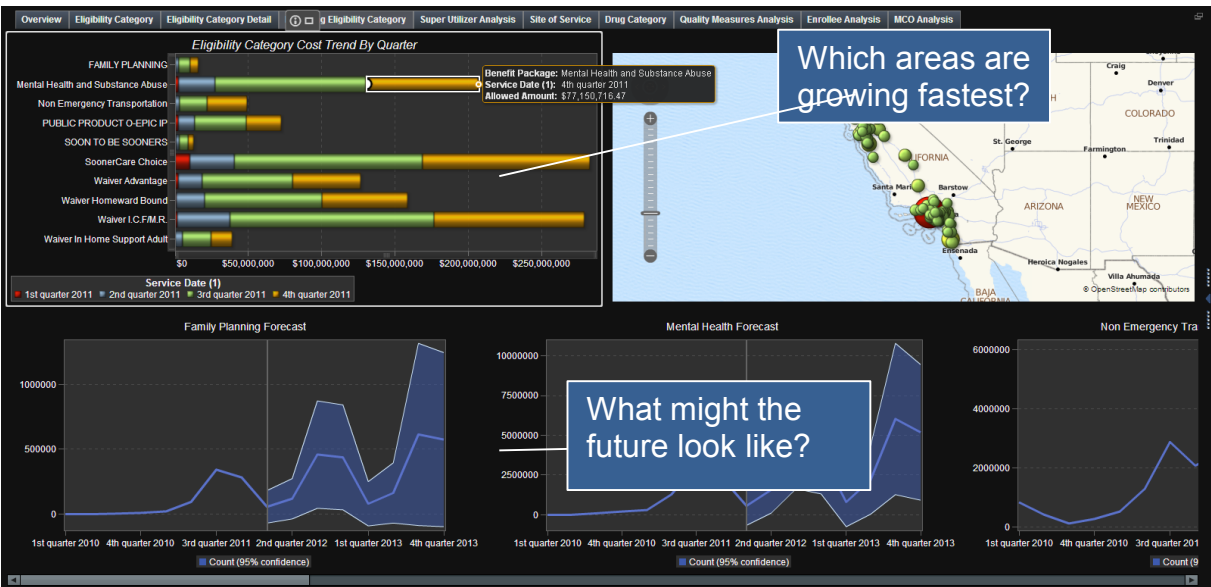 Overview Eligibility Category Eligibility Category Detail g Eligibility Category Super Utilizer Analysis Site of Service Drug Category Quality Measures Analysis Enrollee Analysis MCO Analysis
Eligibility Category Cost Trend By Quarter
FAMILY PLANNING
Mental Health and Substance Abuse
Non Emergency Transportation
PUBLIC PRODUCT O-EPIC IP
SOON TO BE SOONERS
SoonerCare Choice
Waiver Advantage
Waiver Homeward Bound
Waiver I.C.F/M.R.
Waiver In Home Support Adult
$0 $50,000,000 $100,000,000 $150,000,000 $200,000,000 $250,000,000
Service Date (1)
1st quarter 2011 2nd quarter 2011 3rd quarter 2011 4th quarter 2011
Benefit Package: Mental Health and Substance Abuse
Service Date (1): 4th quarter 2011
Allowed Amount: $77,150,716.47
Which areas are
growing fastest?
Craig
Denver
H
COLORADO
St. George
Trinidad
Farmington
IFORNIA
Santa Mari
Barstow
ARIZONA
NEW
MEXICO
Ensenada
Heroica Nogales
Villa Ahumada
BAJA
CALIFORNIA
© OpenStreetMap contributors
Family Planning Forecast
1000000
500000
0
1st quarter 2010 4th quarter 2010 3rd quarter 2011 2nd quarter 2012 1st quarter 2013 4th quarter 2013
Count (95% confidence)
Mental Health Forecast
10000000
7500000
5000000
2500000
0
1st quarter 2010 4th quarter 2010 3rd quarter 2011 2nd quarter 2012 1st quarter 2013 4th quarter 2013
Count (95% confidence)
What might the
future look like?
Non Emergency Tra
6000000
4000000
2000000
0
1st quarter 2010 4th quarter 2010 3rd quarter 201
Count (9